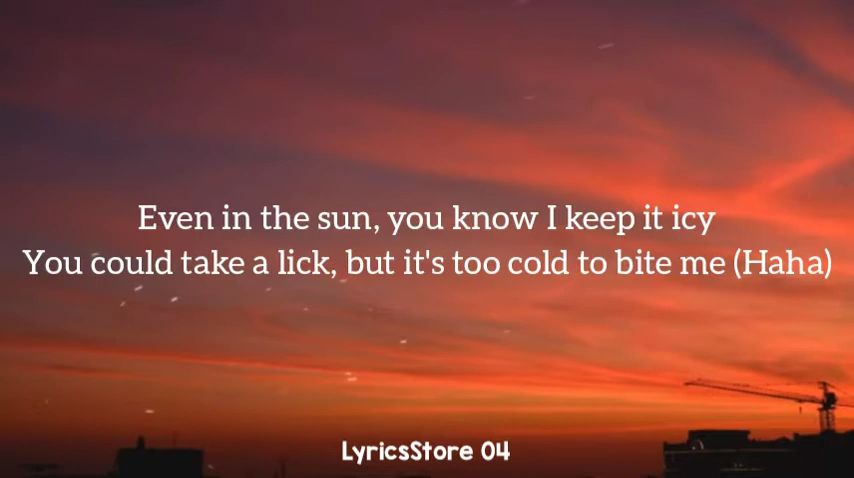 Even in the sun, you know I keep it icy
You could take a lick, but it's too cold to bite me (Haha)
LyricsStore 04